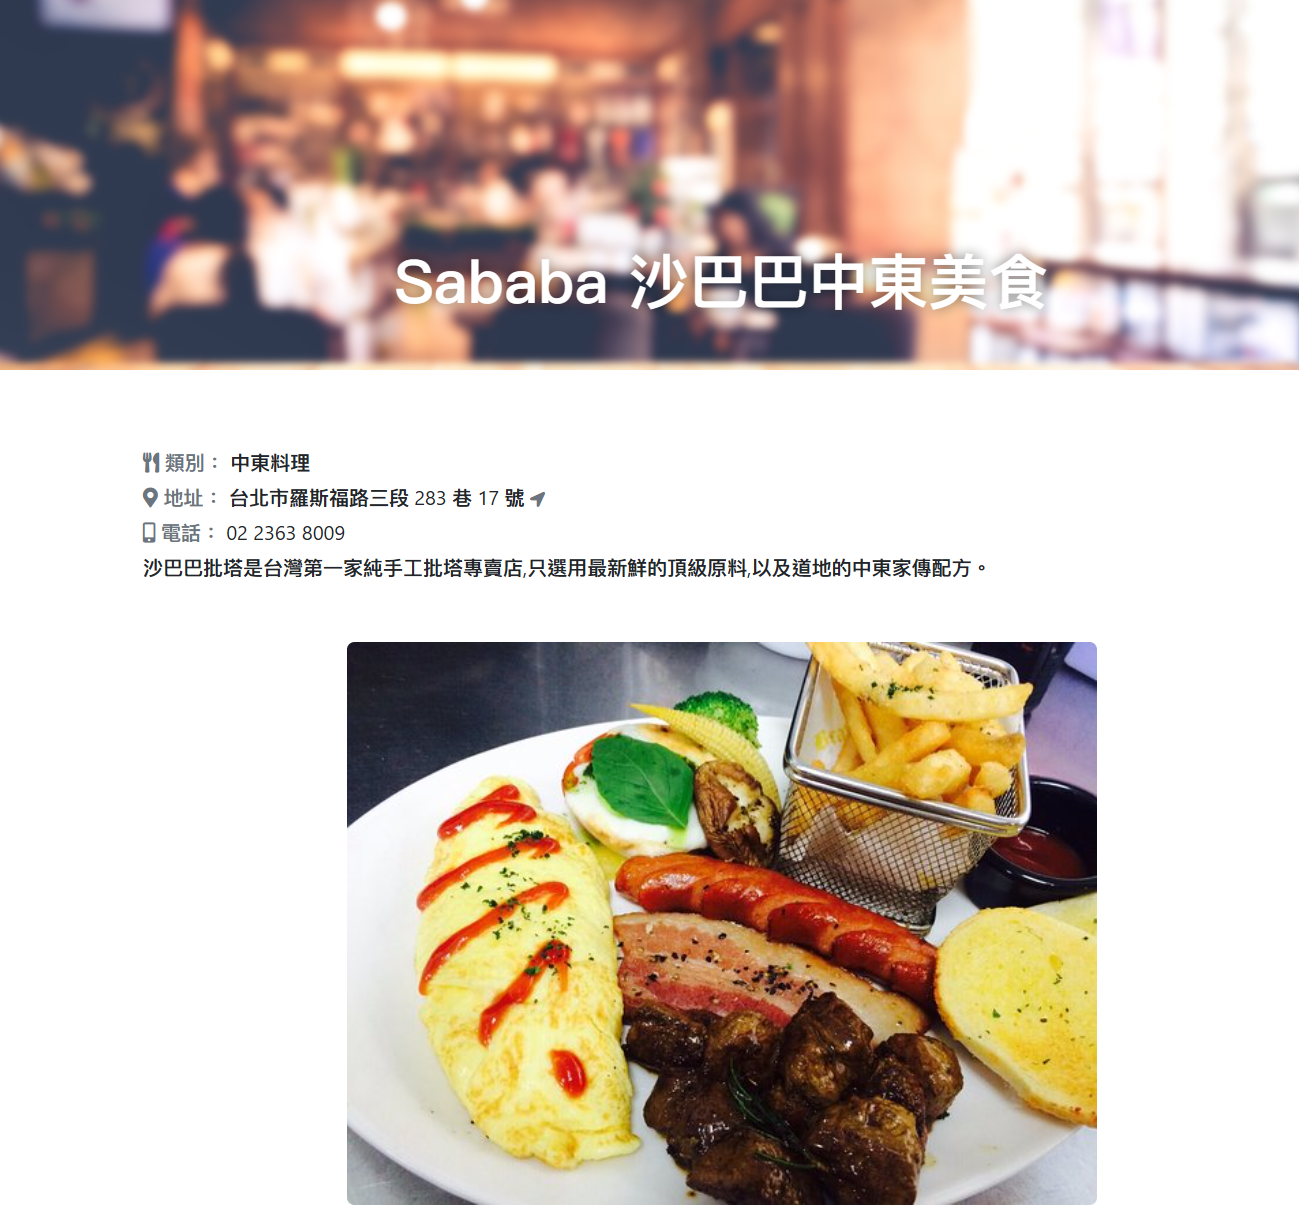 Sababa 沙巴巴中東美食
類別： 中東料理
地址： 台北市羅斯福路三段 283 巷 17 號
電話： 02 2363 8009
沙巴巴批塔是台灣第一家純手工批塔專賣店,只選用最新鮮的頂級原料,以及道地的中東家傳配方。